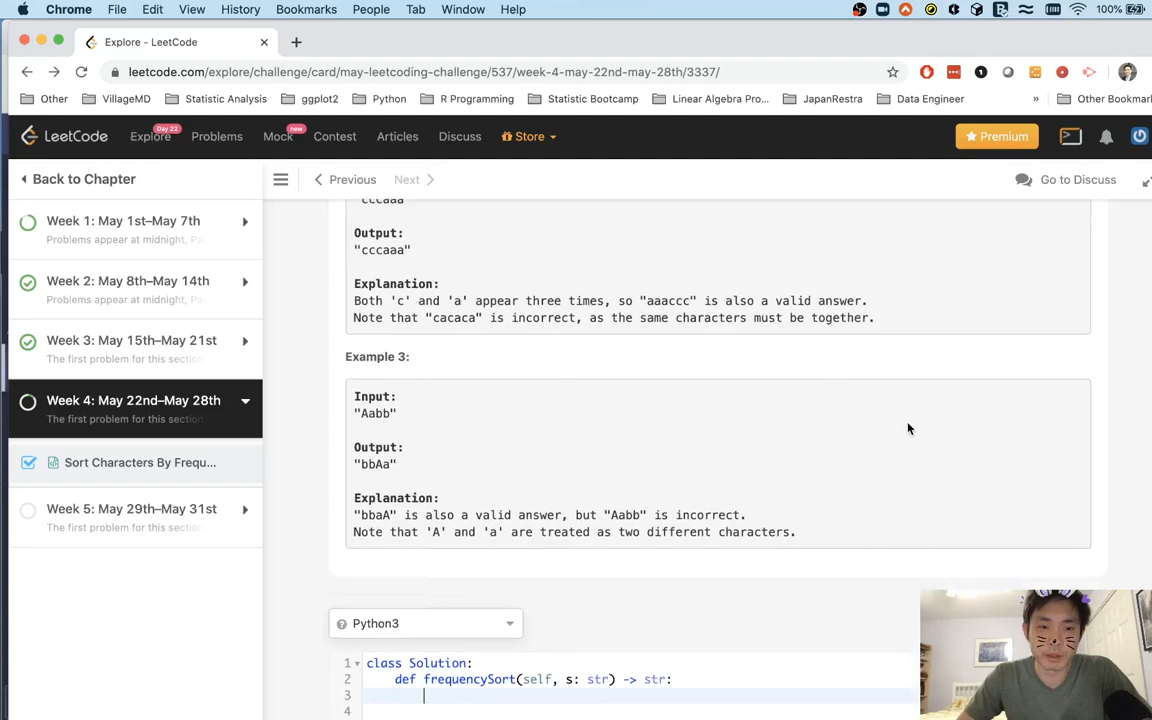 Chrome File Edit View History Bookmarks People Tab Window Help 100%
Explore - LeetCode
leetcode.com/explore/challenge/card/may-leetcoding-challenge/537/week-4-may-22nd-may-28th/3337/
Other VillageMD Statistic Analysis ggplot2 Python R Programming Statistic Bootcamp Linear Algebra Pro... JapanRestra Data Engineer » Other Bookmar
LeetCode Explore Day 22 Problems Mock new Contest Articles Discuss Store Premium
Back to Chapter
Previous Next Go to Discuss
Week 1: May 1st–May 7th
Problems appear at midnight, Pa
Week 2: May 8th–May 14th
Problems appear at midnight, Pa
Week 3: May 15th–May 21st
The first problem for this section
Week 4: May 22nd–May 28th
The first problem for this section
Sort Characters By Frequ...
Week 5: May 29th–May 31st
The first problem for this section
"cccaaa"
Output:
"cccaaa"
Explanation:
Both 'c' and 'a' appear three times, so "aaaccc" is also a valid answer.
Note that "cacaca" is incorrect, as the same characters must be together.
Example 3:
Input:
"Aabb"
Output:
"bbAa"
Explanation:
"bbaA" is also a valid answer, but "Aabb" is incorrect.
Note that 'A' and 'a' are treated as two different characters.
Python3
1 class Solution:
2 def frequencySort(self, s: str) -> str:
3
4